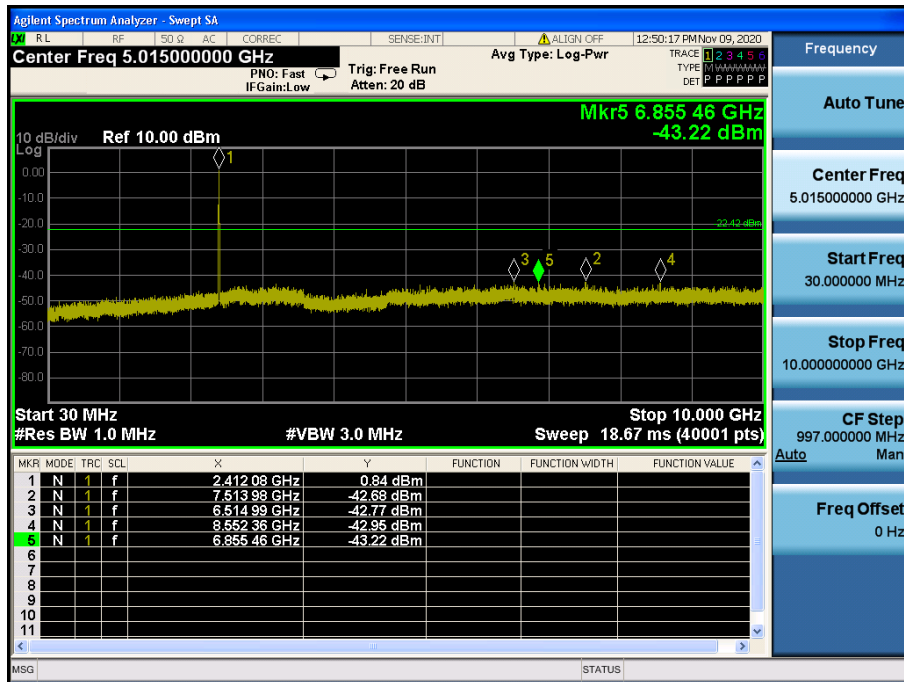 Agilent Spectrum Analyzer - Swept SA
LXI RL RF 50 Ω AC CORREC SENSE:INT ALIGN OFF 12:50:17 PM Nov 09, 2020
Center Freq 5.015000000 GHz
PNO: Fast
IFGain:Low
Trig: Free Run
Atten: 20 dB
Avg Type: Log-Pwr
TRACE 1 2 3 4 5 6
TYPE M WWWWW
DET P P P P P P
Mkr5 6.855 46 GHz
-43.22 dBm
10 dB/div Ref 10.00 dBm
Log
1
0.00
-10.0
-20.0
-22.42 dBm
-30.0
3 5 2 4
-40.0
-50.0
-60.0
-70.0
-80.0
Start 30 MHz Stop 10.000 GHz
#Res BW 1.0 MHz #VBW 3.0 MHz Sweep 18.67 ms (40001 pts)
MKR MODE TRC SCL X Y FUNCTION FUNCTION WIDTH FUNCTION VALUE
1 N 1 f 2.412 08 GHz 0.84 dBm
2 N 1 f 7.513 98 GHz -42.68 dBm
3 N 1 f 6.514 99 GHz -42.77 dBm
4 N 1 f 8.552 36 GHz -42.95 dBm
5 N 1 f 6.855 46 GHz -43.22 dBm
6
7
8
9
10
11
MSG STATUS
Frequency
Auto Tune
Center Freq
5.015000000 GHz
Start Freq
30.000000 MHz
Stop Freq
10.000000000 GHz
CF Step
997.000000 MHz
Auto Man
Freq Offset
0 Hz